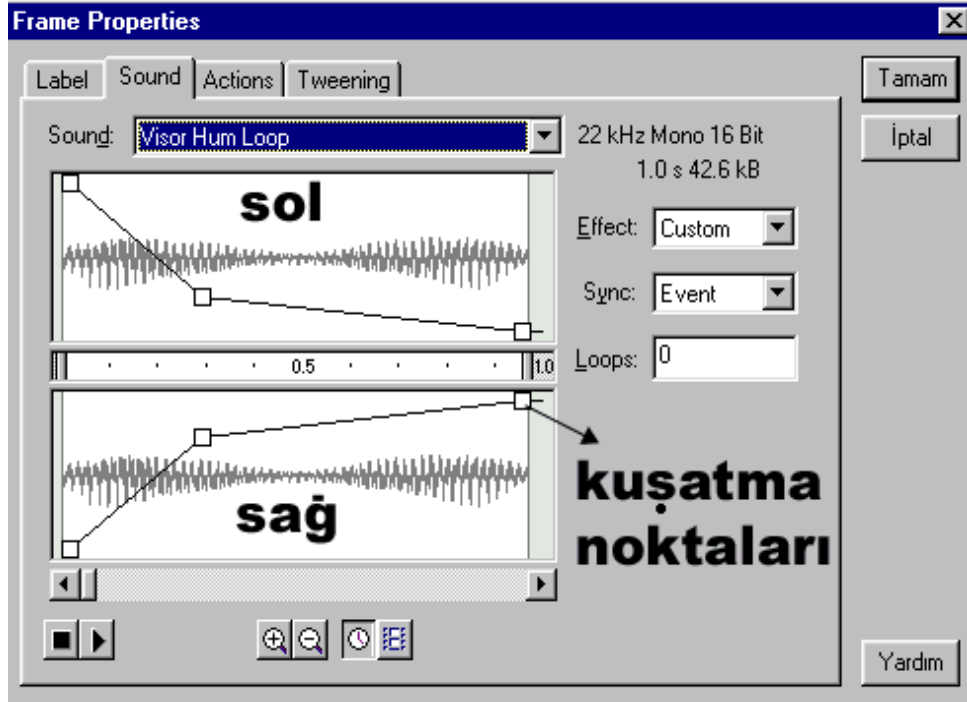 Frame Properties
Label Sound Actions Tweening
Tamam
İptal
Sound: Visor Hum Loop
22 kHz Mono 16 Bit
1.0 s 42.6 kB
sol
Effect: Custom
Sync: Event
Loops: 0
0.5 1.0
sağ
kuşatma
noktaları
Yardım